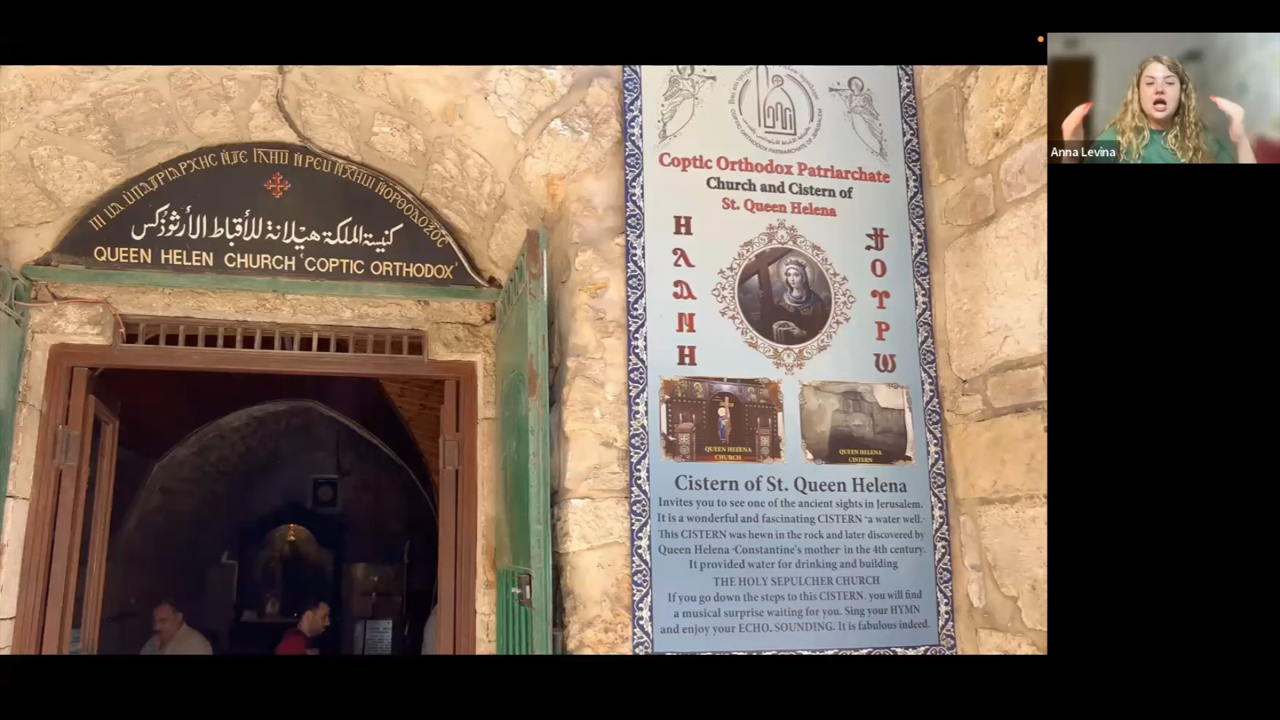 كنيسة الملكة هيلانة للأقباط الأرثوذكس
QUEEN HELEN CHURCH 'COPTIC ORTHODOX'
COPTIC ORTHODOX PATRIARCHATE OF JERUSALEM
Coptic Orthodox Patriarchate
Church and Cistern of
St. Queen Helena
QUEEN HELENA
CHURCH
QUEEN HELENA
CISTERN
Cistern of St. Queen Helena
Invites you to see one of the ancient sights in Jerusalem.
It is a wonderful and fascinating CISTERN "a water well."
This CISTERN was hewn in the rock and later discovered by
Queen Helena -Constantine's mother- in the 4th century.
It provided water for drinking and building
THE HOLY SEPULCHER CHURCH
If you go down the steps to this CISTERN, you will find
a musical surprise waiting for you. Sing your HYMN
and enjoy your ECHO. SOUNDING. It is fabulous indeed.
Anna Levina